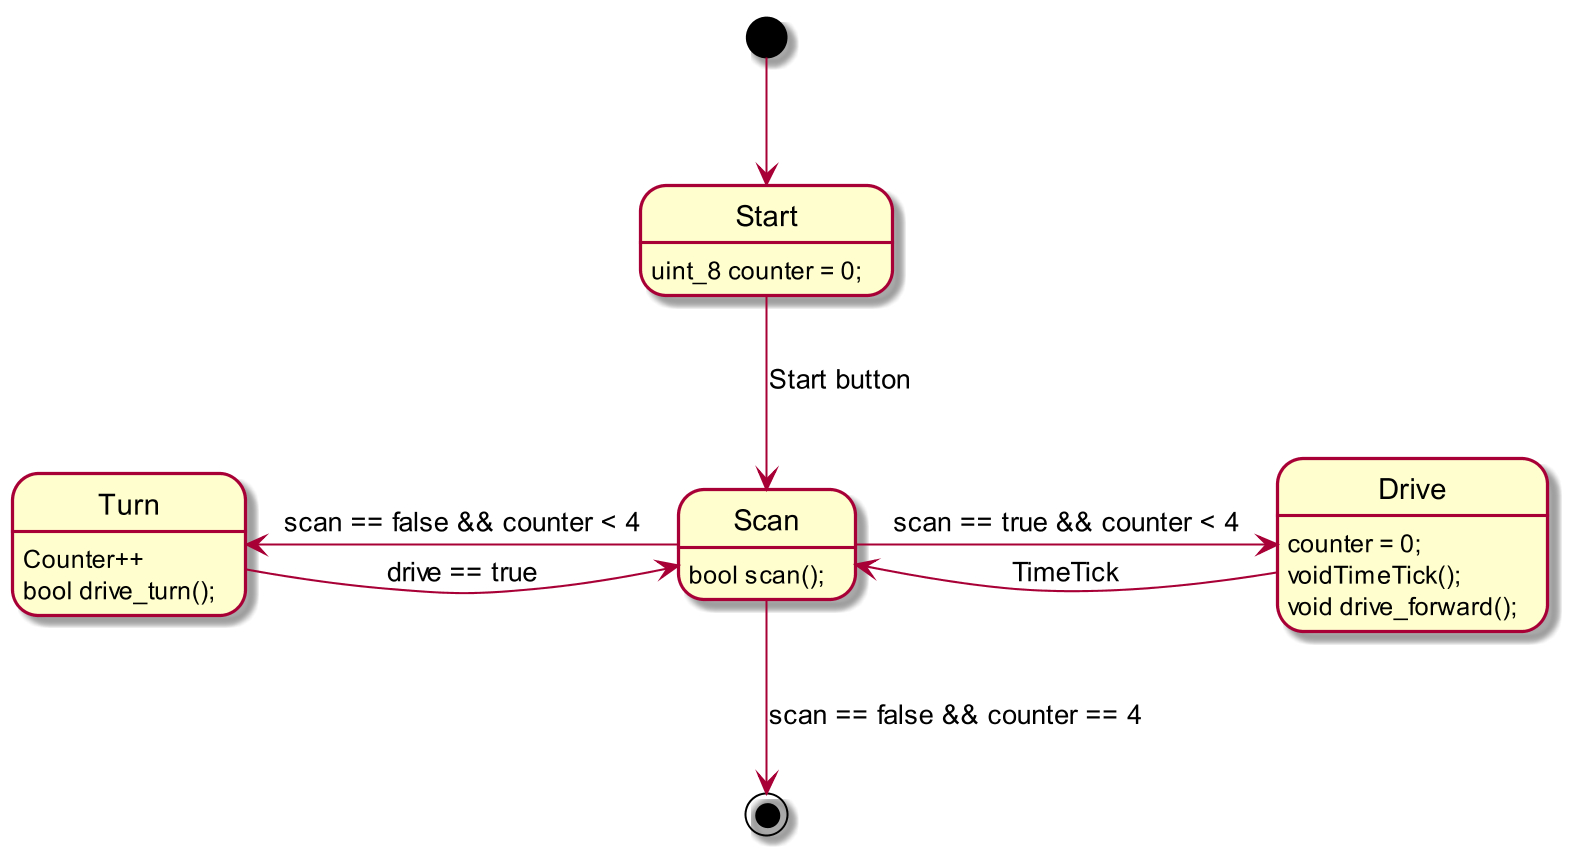 Start
uint_8 counter = 0;
Start button
Turn
Counter++
bool drive_turn();
scan == false && counter < 4
drive == true
Scan
bool scan();
scan == true && counter < 4
TimeTick
Drive
counter = 0;
voidTimeTick();
void drive_forward();
scan == false && counter == 4